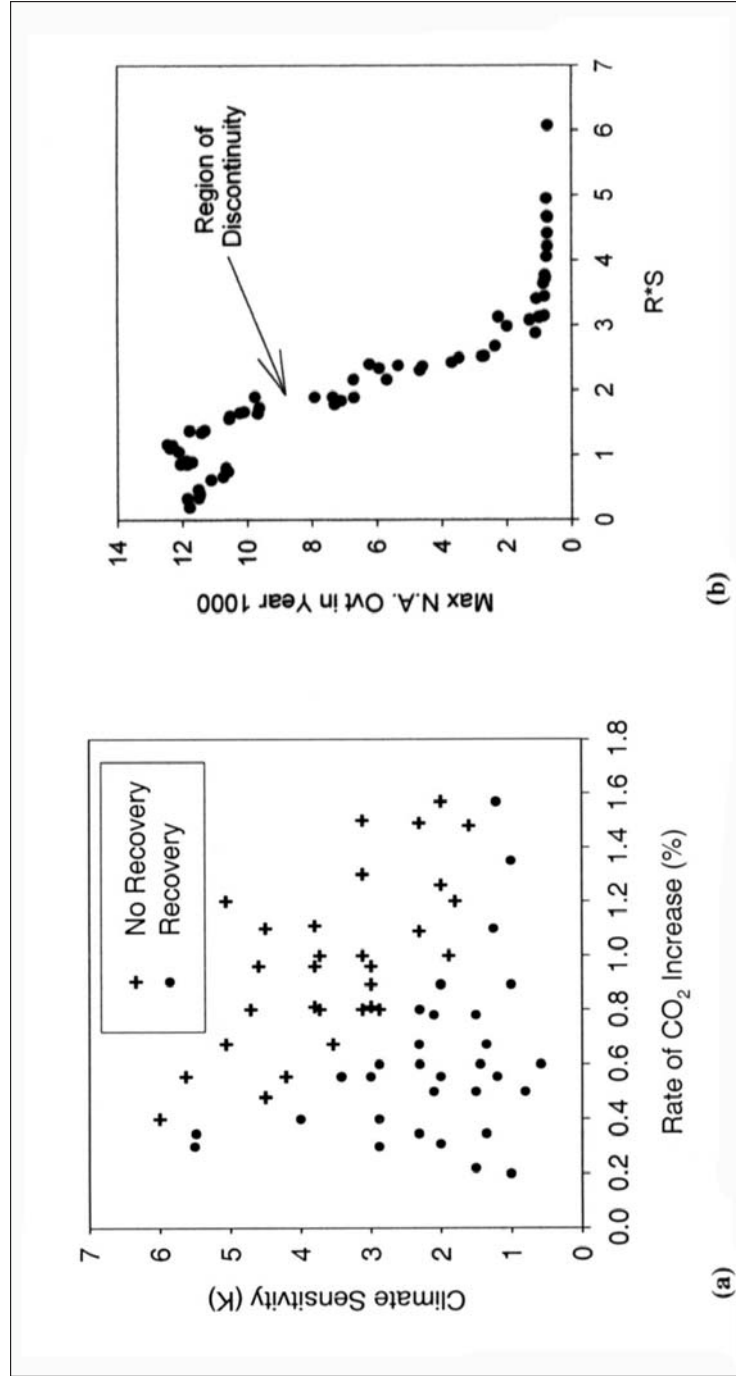 7
6
5
4
3
2
1
0
Climate Sensitvity (K)
No Recovery
Recovery
0.0 0.2 0.4 0.6 0.8 1.0 1.2 1.4 1.6 1.8
Rate of CO₂ Increase (%)
(a)
14
12
10
8
6
4
2
0
Max N.A. Ovt in Year 1000
Region of
Discontinuity
0 1 2 3 4 5 6 7
R*S
(b)